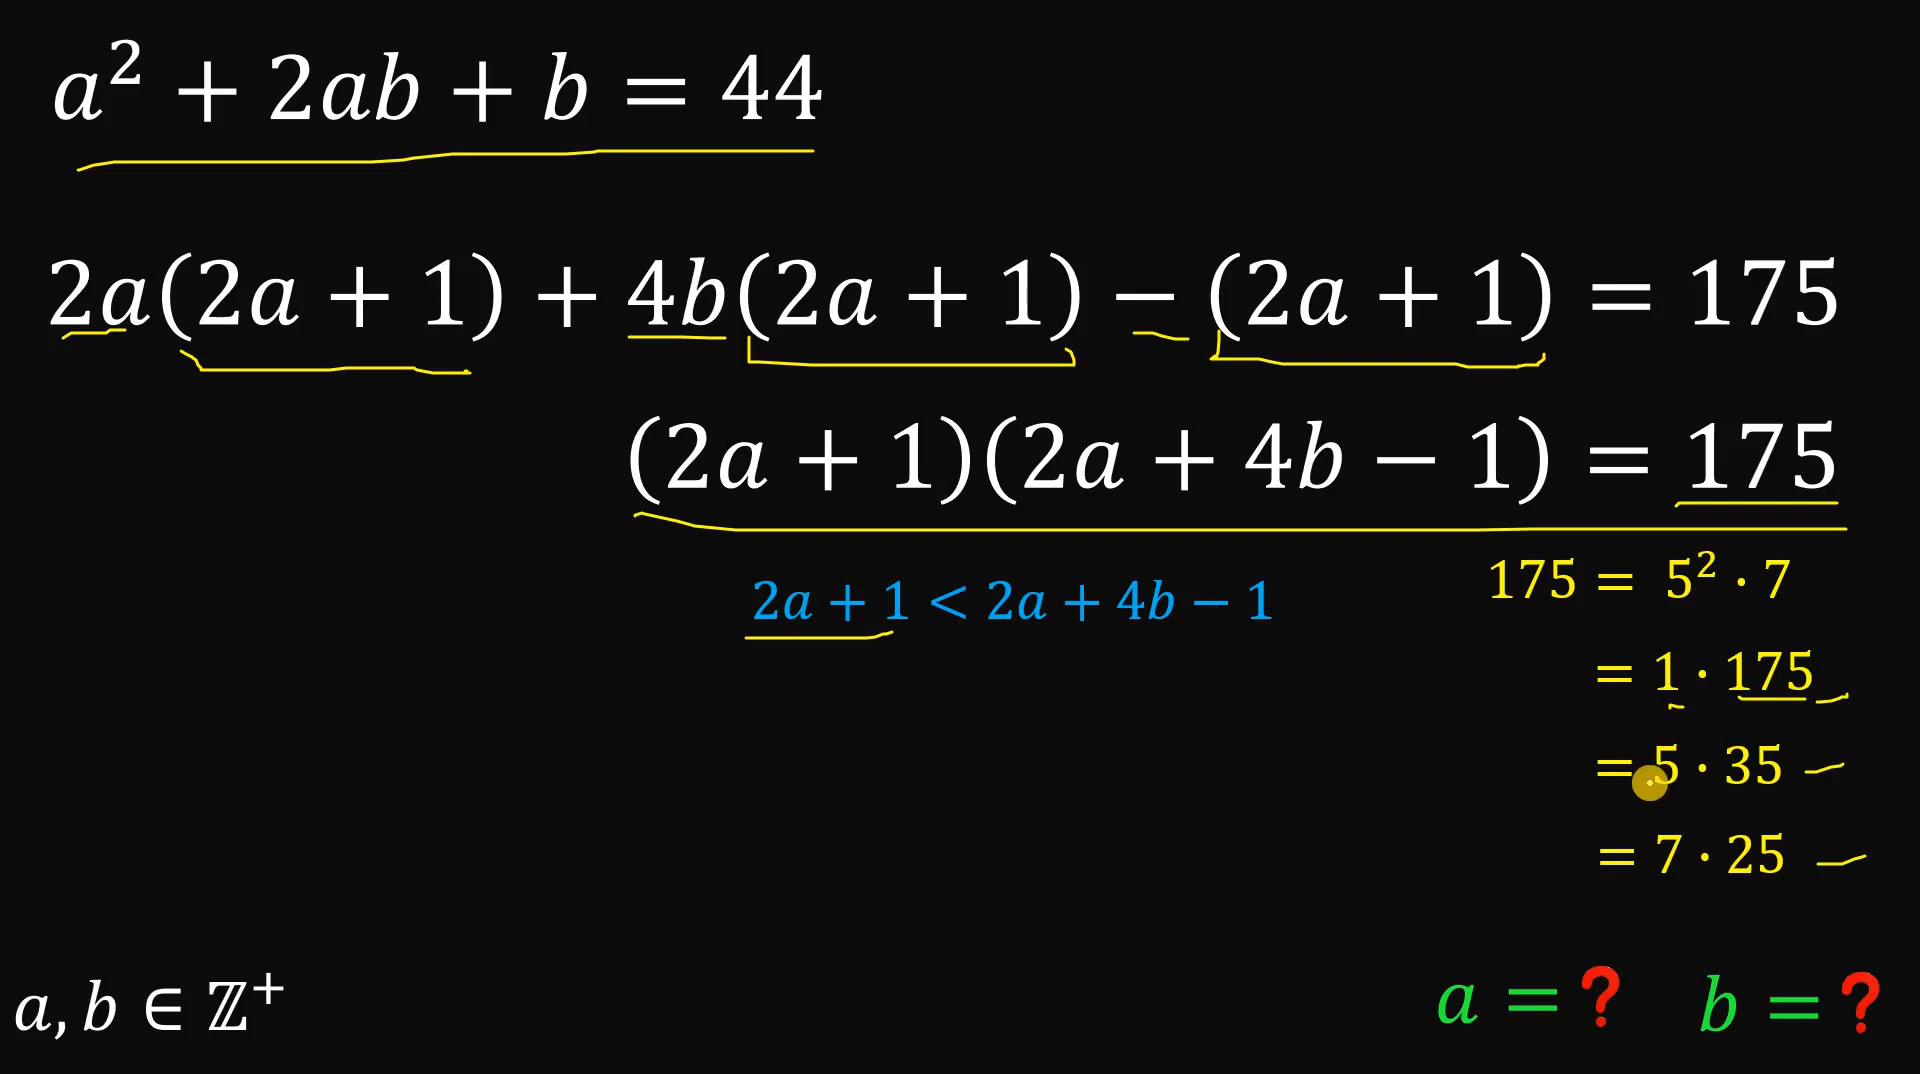 a² + 2ab + b = 44
2a(2a + 1) + 4b(2a + 1) − (2a + 1) = 175
(2a + 1)(2a + 4b − 1) = 175
2a + 1 < 2a + 4b − 1
175 = 5² · 7
= 1 · 175
= 5 · 35
= 7 · 25
a, b ∈ ℤ⁺
a = ? b = ?